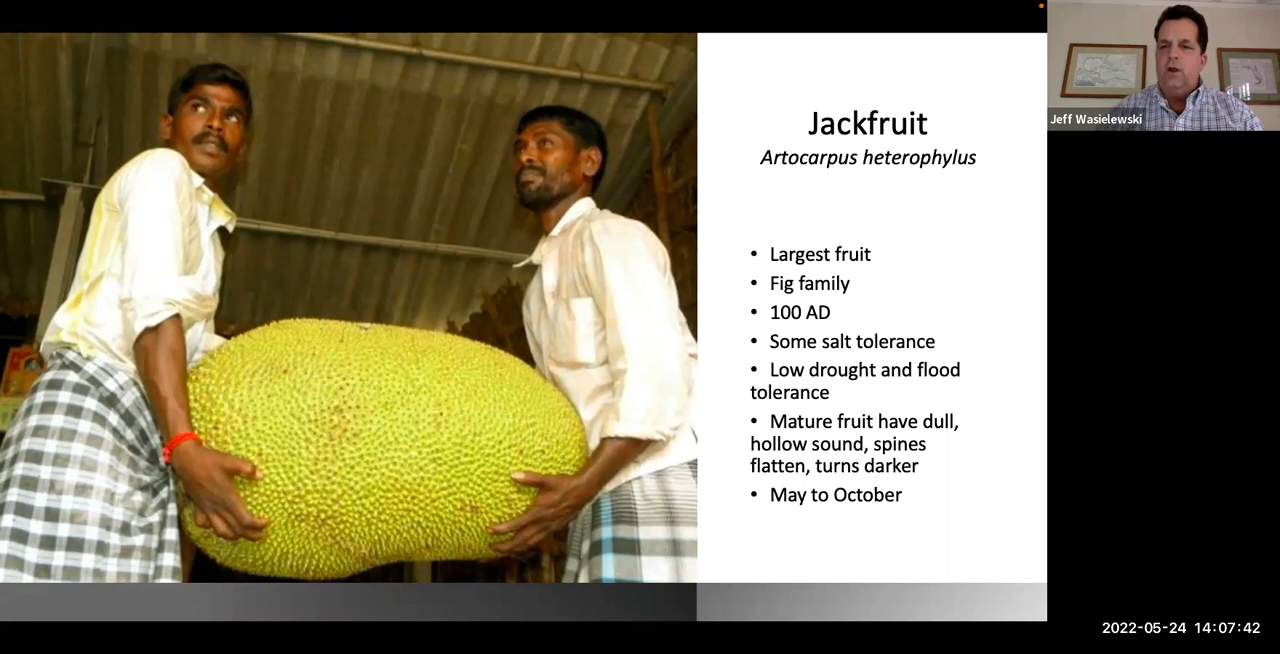 Jackfruit
Artocarpus heterophylus
• Largest fruit
• Fig family
• 100 AD
• Some salt tolerance
• Low drought and flood
tolerance
• Mature fruit have dull,
hollow sound, spines
flatten, turns darker
• May to October
Jeff Wasielewski
2022-05-24 14:07:42